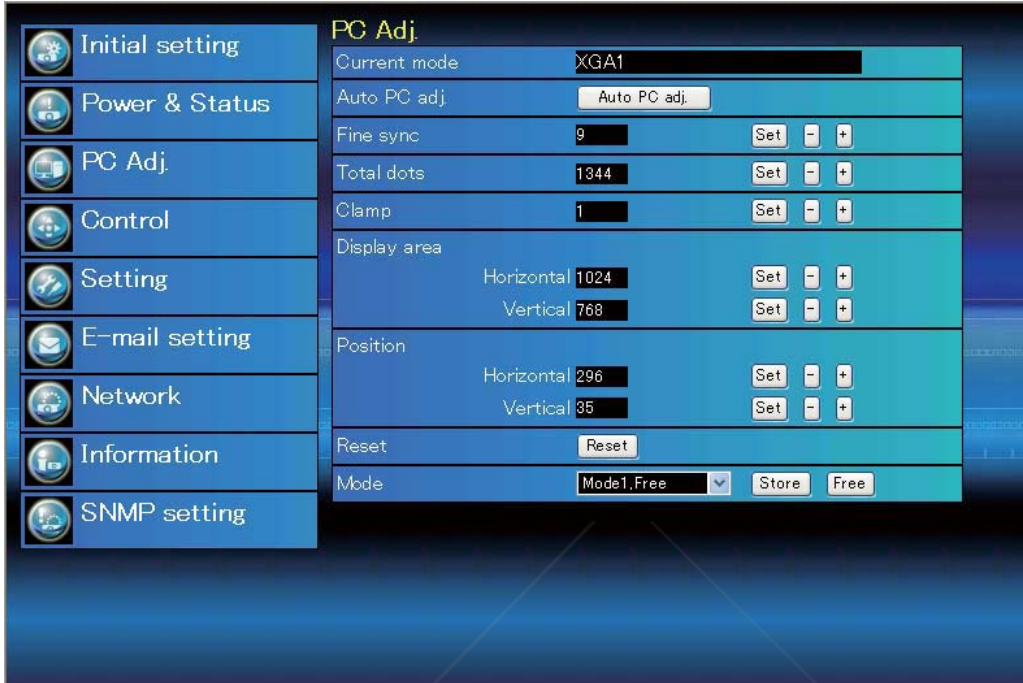 Initial setting
Power & Status
PC Adj.
Control
Setting
E-mail setting
Network
Information
SNMP setting
PC Adj.
Current mode XGA1
Auto PC adj. Auto PC adj.
Fine sync 9 Set - +
Total dots 1344 Set - +
Clamp 1 Set - +
Display area
Horizontal 1024 Set - +
Vertical 768 Set - +
Position
Horizontal 296 Set - +
Vertical 35 Set - +
Reset Reset
Mode Mode1,Free Store Free